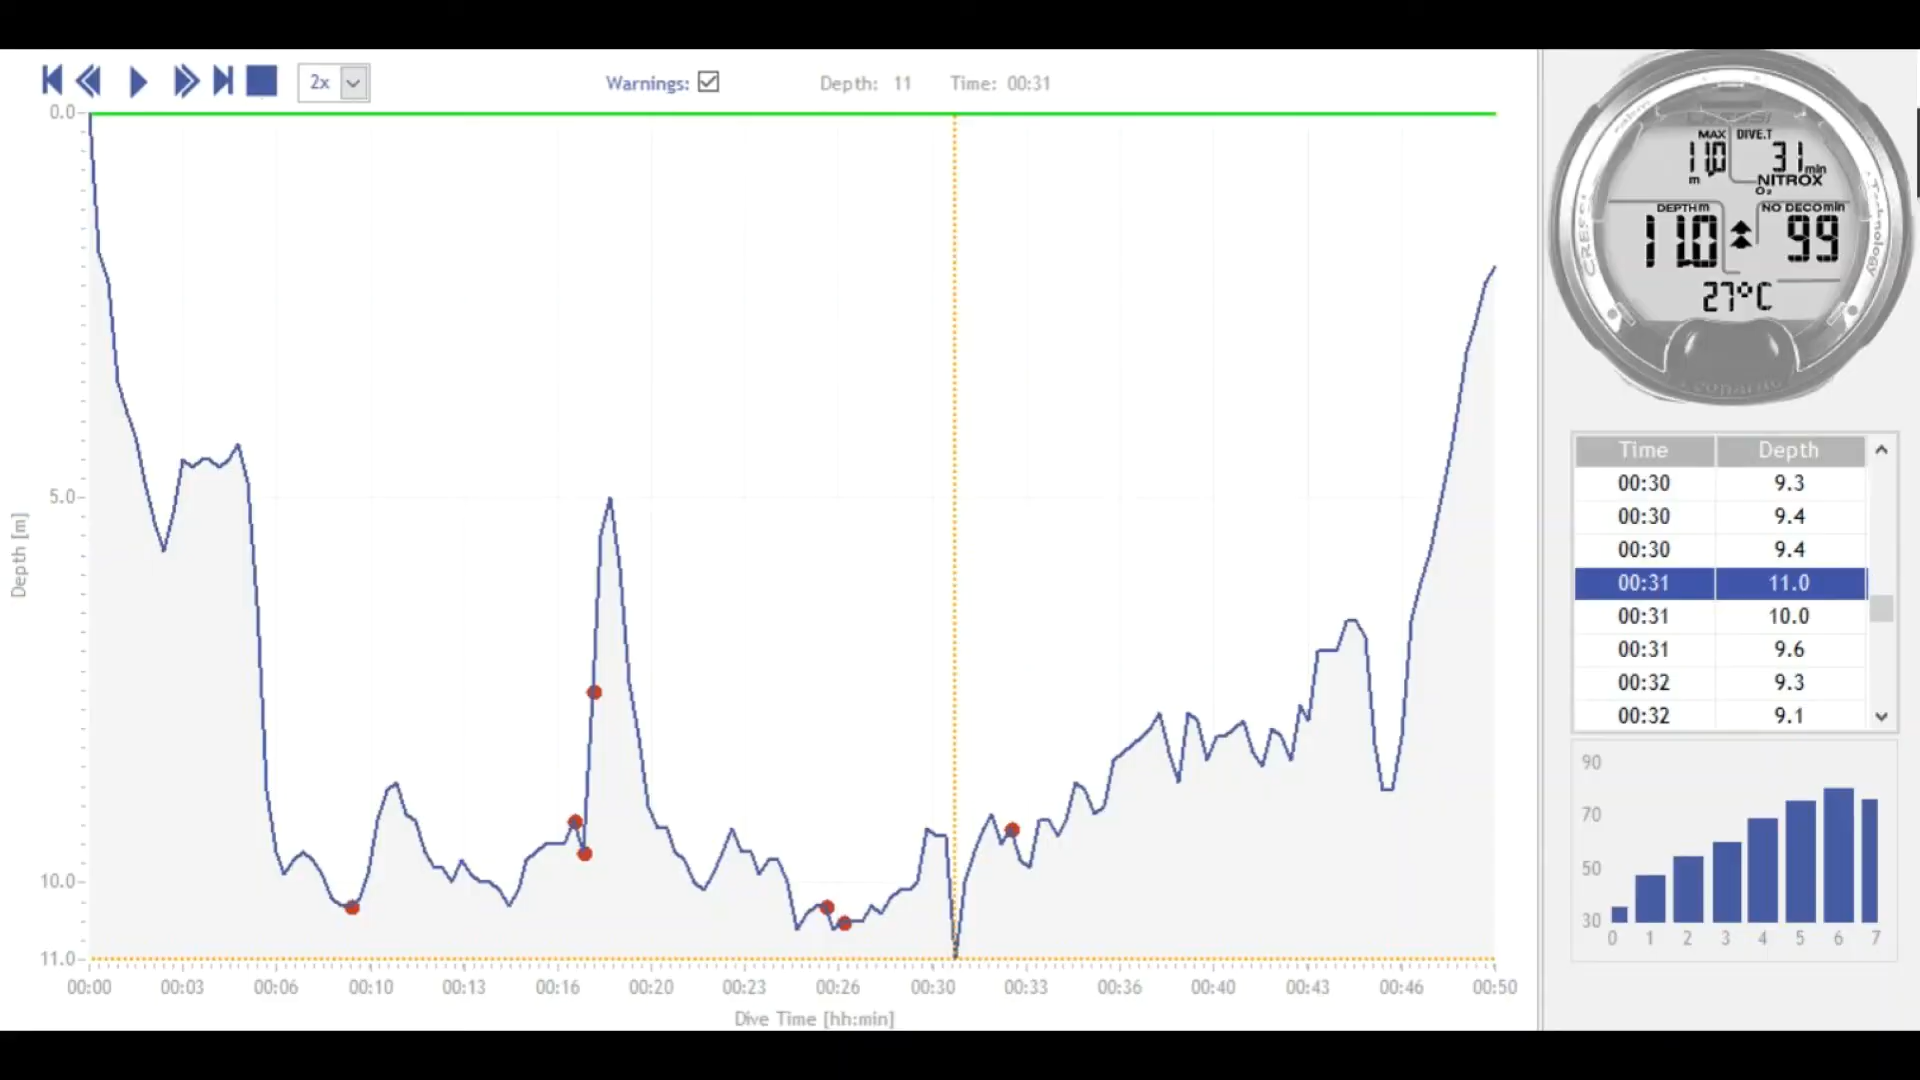 2x
Warnings:
Depth: 11
Time: 00:31
0.0
5.0
10.0
11.0
Depth [m]
00:00 00:03 00:06 00:10 00:13 00:16 00:20 00:23 00:26 00:30 00:33 00:36 00:40 00:43 00:46 00:50
Dive Time [hh:min]
CRESSI
MAX DIVE.T
11.0 31 min
m NITROX
O₂
DEPTH m NO DECO min
11.0 99
27°C
CRESSI
Technology
Leonardo
Time Depth
00:30 9.3
00:30 9.4
00:30 9.4
00:31 11.0
00:31 10.0
00:31 9.6
00:32 9.3
00:32 9.1
90
70
50
30
0 1 2 3 4 5 6 7